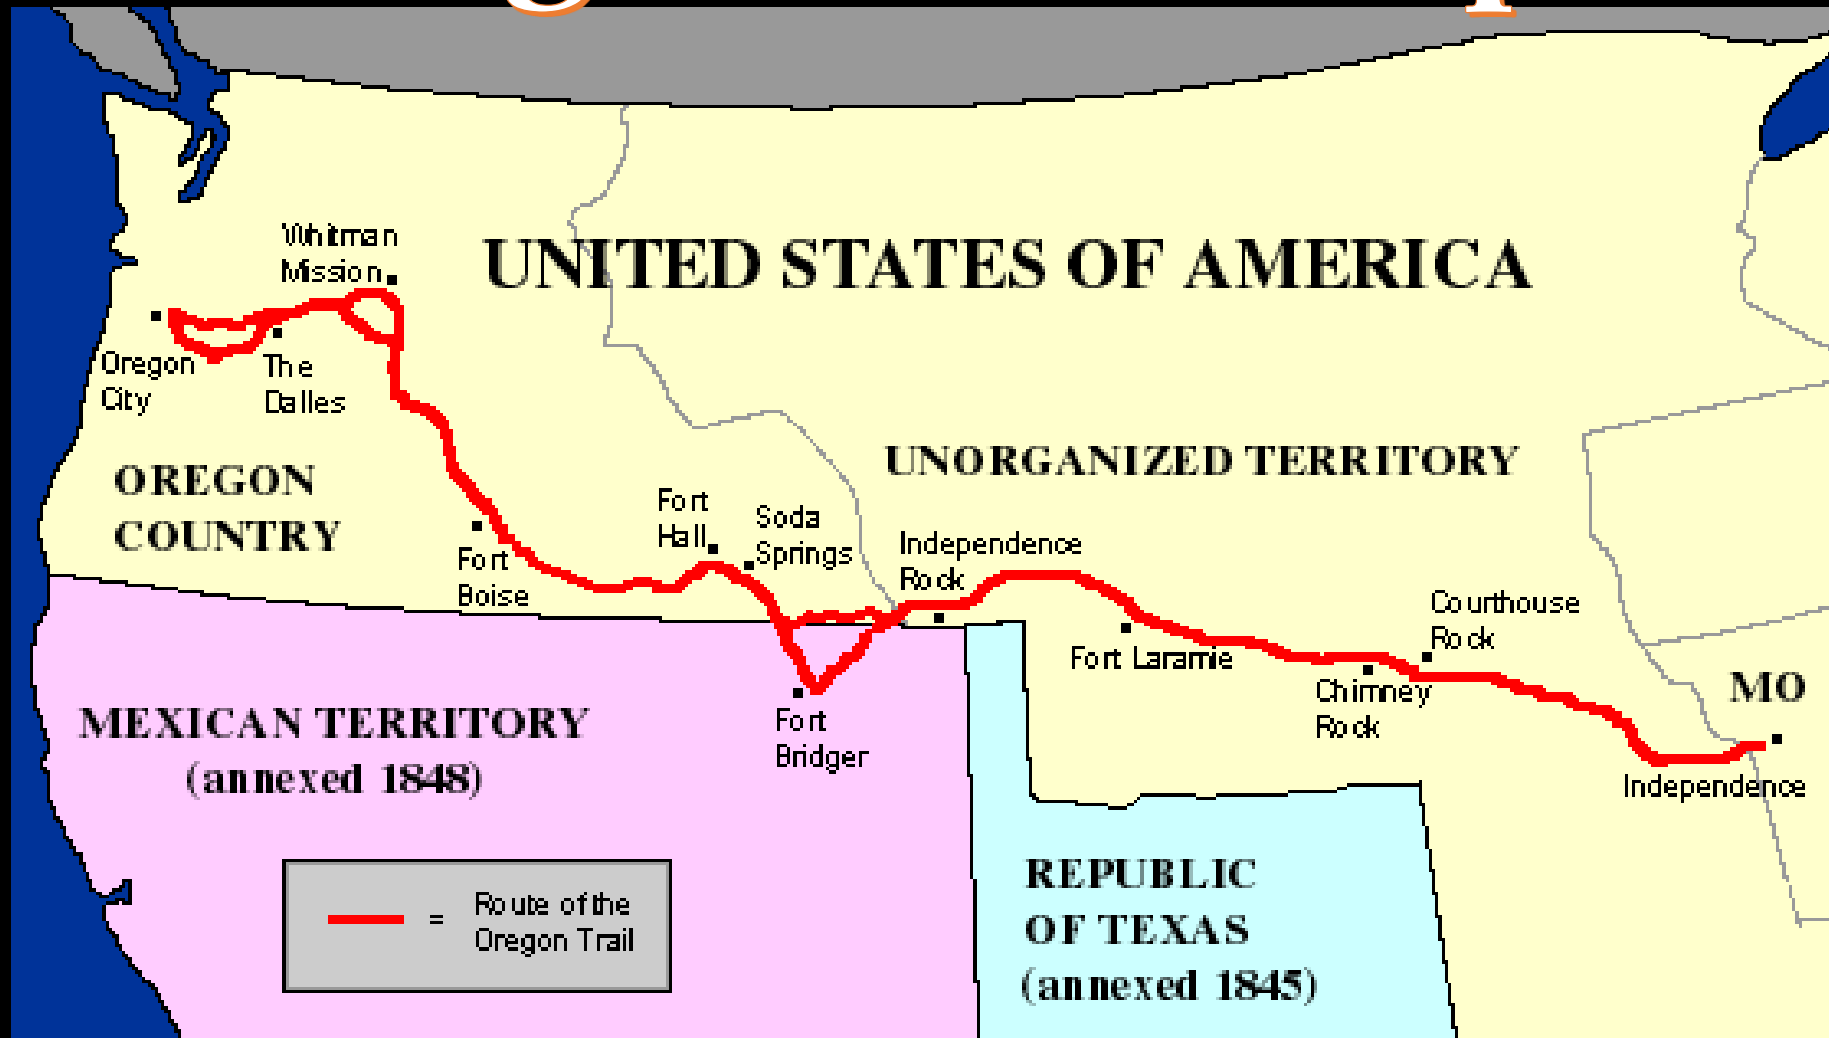 Whitman
Mission
UNITED STATES OF AMERICA
Oregon
City
The
Dalles
OREGON
COUNTRY
UNORGANIZED TERRITORY
Fort
Boise
Fort
Hall
Soda
Springs
Independence
Rock
Fort Laramie
Courthouse
Rock
Chimney
Rock
MO
Independence
MEXICAN TERRITORY
(annexed 1848)
Fort
Bridger
REPUBLIC
OF TEXAS
(annexed 1845)
= Route of the
Oregon Trail